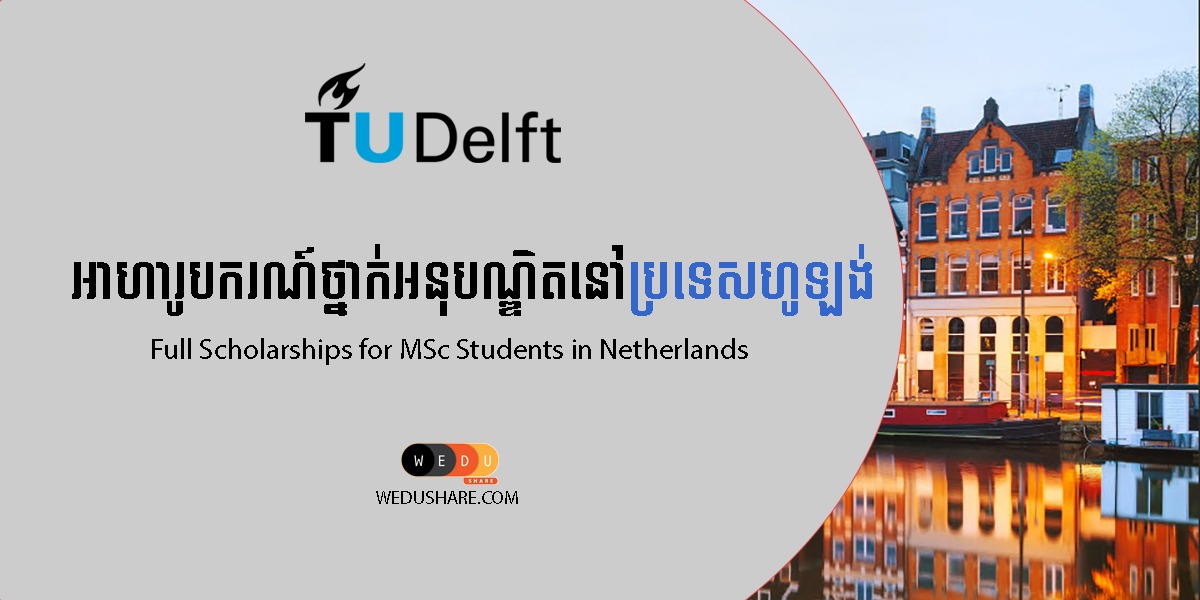 TU Delft
អាហារូបករណ៍ថ្នាក់អនុបណ្ឌិតនៅប្រទេសហូឡង់
Full Scholarships for MSc Students in Netherlands
WEDU
SHARE
WEDUSHARE.COM